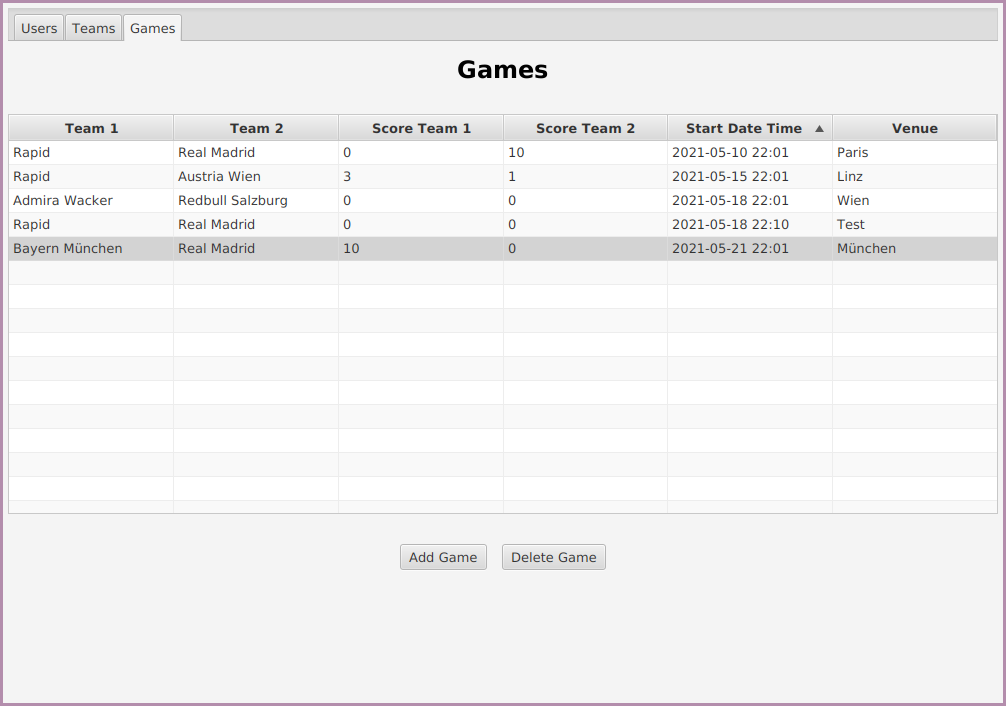 Users Teams Games
Games
Team 1 Team 2 Score Team 1 Score Team 2 Start Date Time ▲ Venue
Rapid Real Madrid 0 10 2021-05-10 22:01 Paris
Rapid Austria Wien 3 1 2021-05-15 22:01 Linz
Admira Wacker Redbull Salzburg 0 0 2021-05-18 22:01 Wien
Rapid Real Madrid 0 0 2021-05-18 22:10 Test
Bayern München Real Madrid 10 0 2021-05-21 22:01 München
Add Game Delete Game